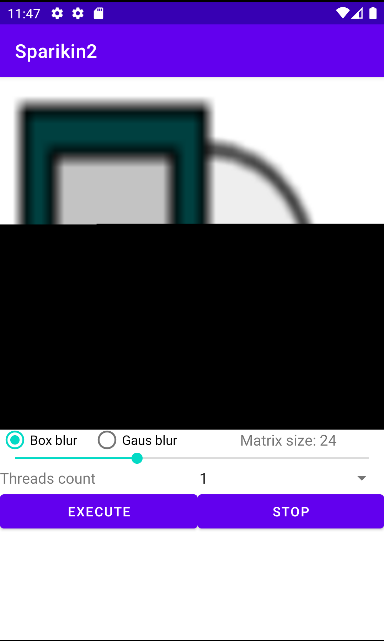 11:47
Sparikin2
Box blur Gaus blur Matrix size: 24
Threads count 1
EXECUTE STOP